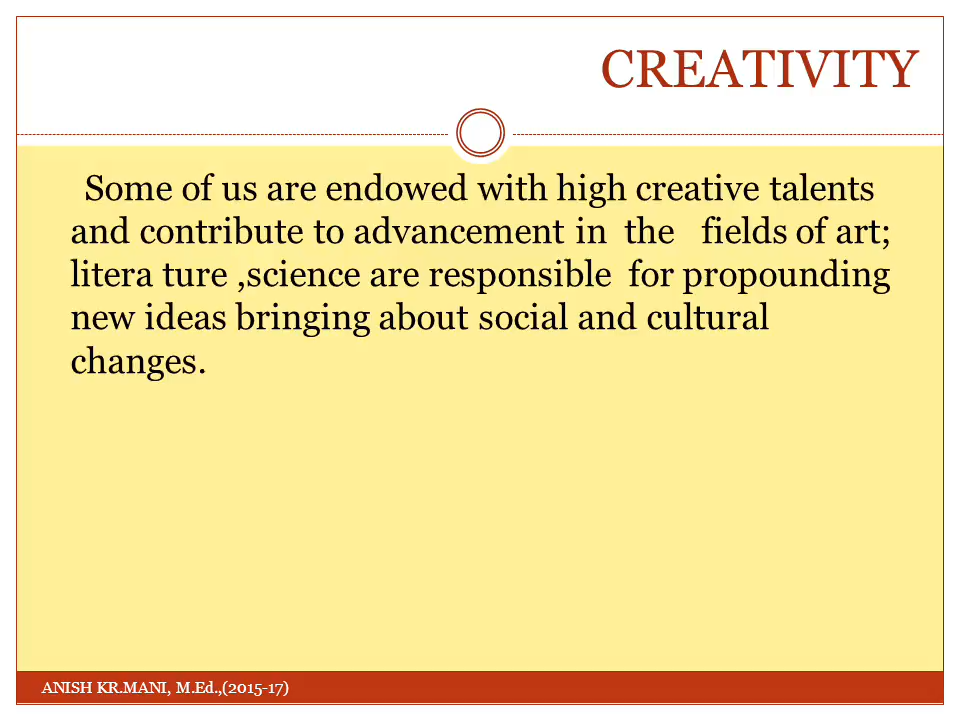 CREATIVITY
Some of us are endowed with high creative talents
and contribute to advancement in the fields of art;
litera ture ,science are responsible for propounding
new ideas bringing about social and cultural
changes.
ANISH KR.MANI, M.Ed.,(2015-17)